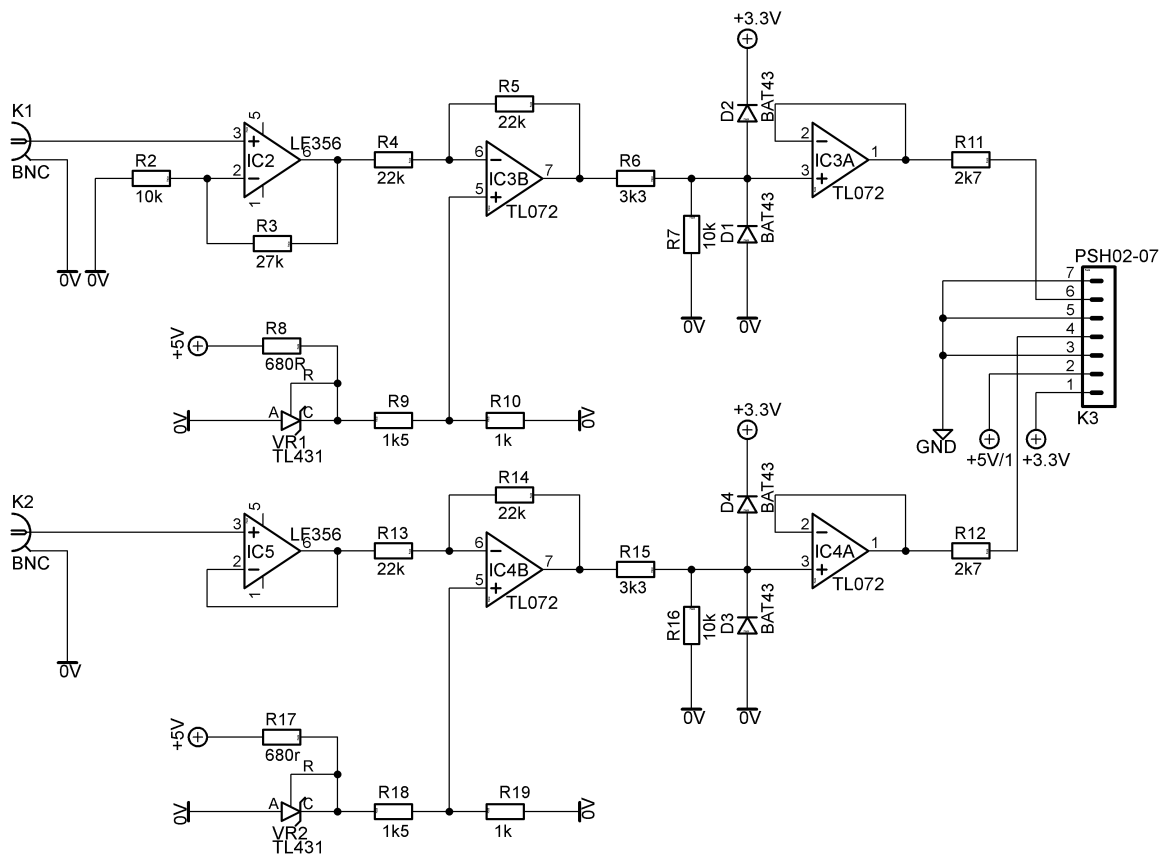 +3.3V
K1
BNC
0V
0V
R2
10k
3
2
5
1
LF356
IC2
6
R3
27k
R4
22k
R5
22k
6
5
7
IC3B
TL072
R6
3k3
R7
10k
0V
D2
BAT43
D1
BAT43
0V
2
3
1
IC3A
TL072
R11
2k7
+5V
R8
680R
R
0V
A
C
VR1
TL431
R9
1k5
R10
1k
0V
PSH02-07
7
6
5
4
3
2
1
K3
GND
+5V/1
+3.3V
+3.3V
K2
BNC
0V
3
2
5
1
LF356
IC5
6
R13
22k
R14
22k
6
5
7
IC4B
TL072
R15
3k3
R16
10k
0V
D4
BAT43
D3
BAT43
0V
2
3
1
IC4A
TL072
R12
2k7
+5V
R17
680r
R
0V
A
C
VR2
TL431
R18
1k5
R19
1k
0V